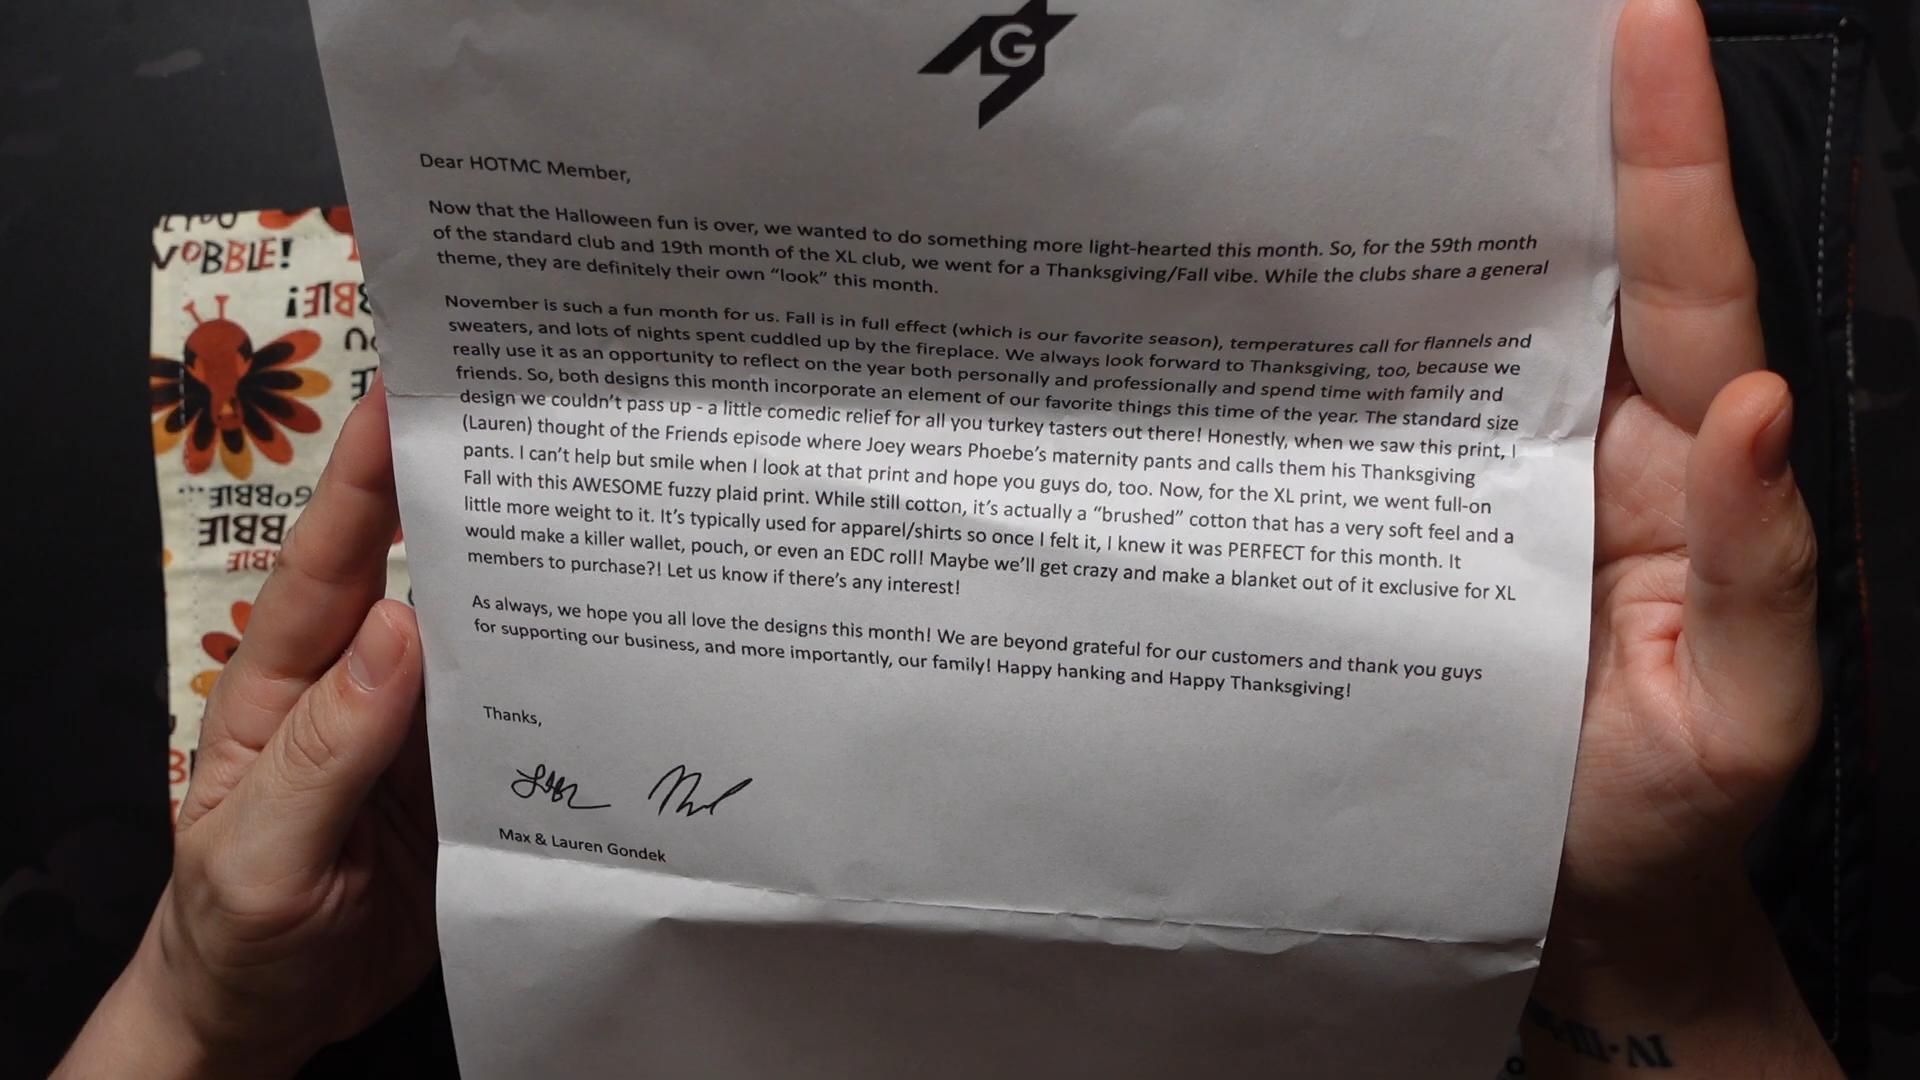 G
Dear HOTMC Member,
Now that the Halloween fun is over, we wanted to do something more light-hearted this month. So, for the 59th month
of the standard club and 19th month of the XL club, we went for a Thanksgiving/Fall vibe. While the clubs share a general
theme, they are definitely their own “look” this month.
November is such a fun month for us. Fall is in full effect (which is our favorite season), temperatures call for flannels and
sweaters, and lots of nights spent cuddled up by the fireplace. We always look forward to Thanksgiving, too, because we
really use it as an opportunity to reflect on the year both personally and professionally and spend time with family and
friends. So, both designs this month incorporate an element of our favorite things this time of the year. The standard size
design we couldn’t pass up - a little comedic relief for all you turkey tasters out there! Honestly, when we saw this print, I
(Lauren) thought of the Friends episode where Joey wears Phoebe’s maternity pants and calls them his Thanksgiving
pants. I can’t help but smile when I look at that print and hope you guys do, too. Now, for the XL print, we went full-on
Fall with this AWESOME fuzzy plaid print. While still cotton, it’s actually a “brushed” cotton that has a very soft feel and a
little more weight to it. It’s typically used for apparel/shirts so once I felt it, I knew it was PERFECT for this month. It
would make a killer wallet, pouch, or even an EDC roll! Maybe we’ll get crazy and make a blanket out of it exclusive for XL
members to purchase?! Let us know if there’s any interest!
As always, we hope you all love the designs this month! We are beyond grateful for our customers and thank you guys
for supporting our business, and more importantly, our family! Happy hanking and Happy Thanksgiving!
Thanks,
Max & Lauren Gondek
VOBBLE!
GOBBLE...